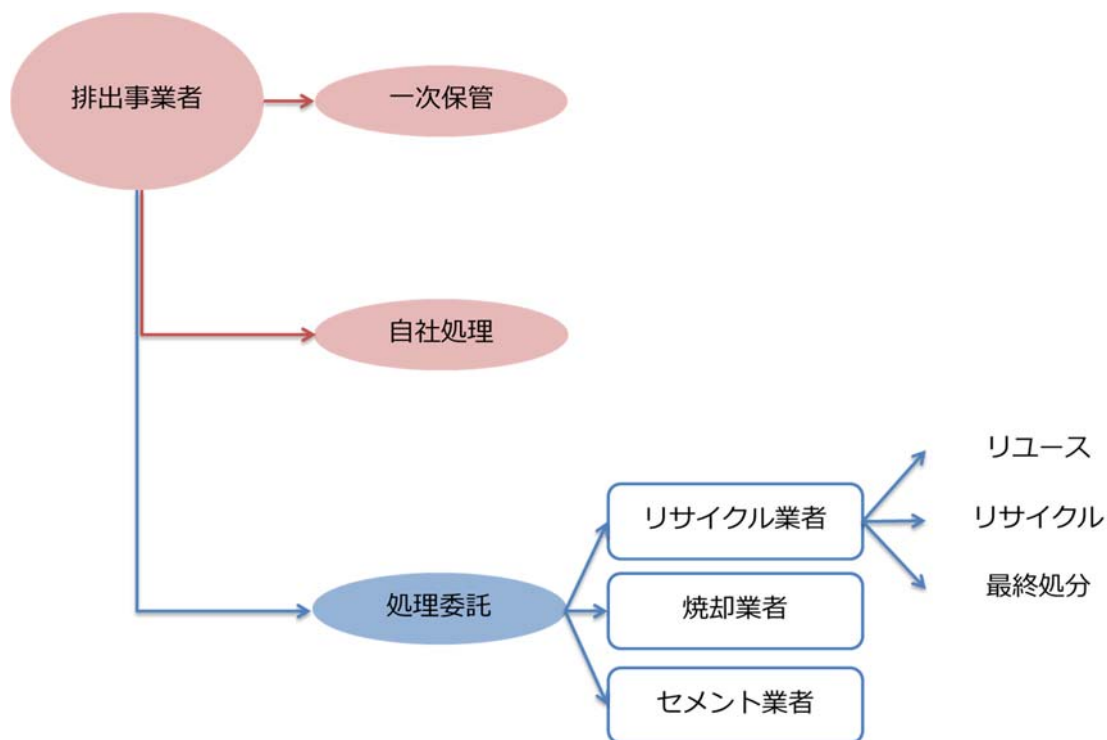 排出事業者
一次保管
自社処理
処理委託
リサイクル業者
焼却業者
セメント業者
リユース
リサイクル
最終処分